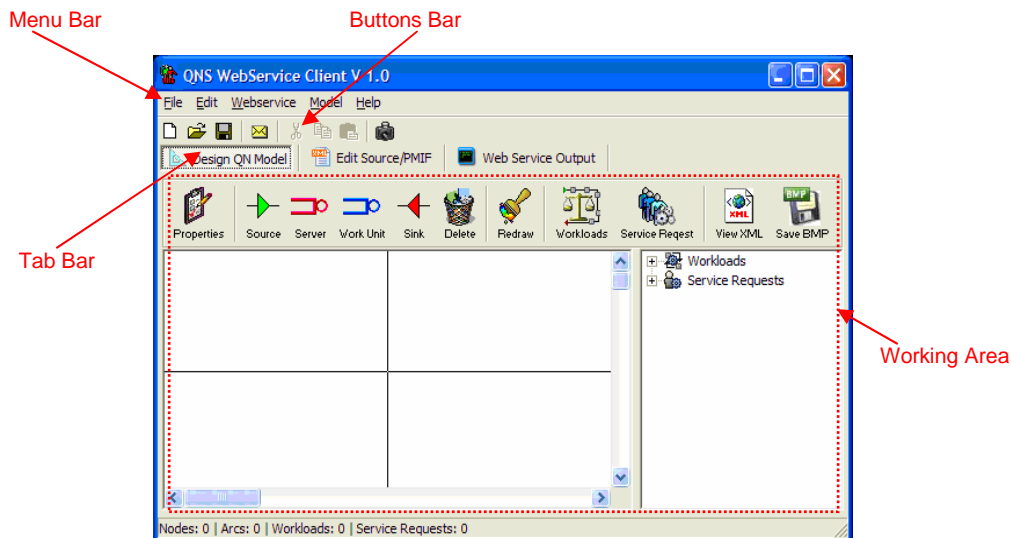 Menu Bar
Buttons Bar
QNS WebService Client V 1.0
File Edit Webservice Model Help
Design QN Model Edit Source/PMIF Web Service Output
Properties Source Server Work Unit Sink Delete Redraw Workloads Service Reqest View XML Save BMP
XML
BMP
Tab Bar
Workloads
Service Requests
Working Area
Nodes: 0 | Arcs: 0 | Workloads: 0 | Service Requests: 0